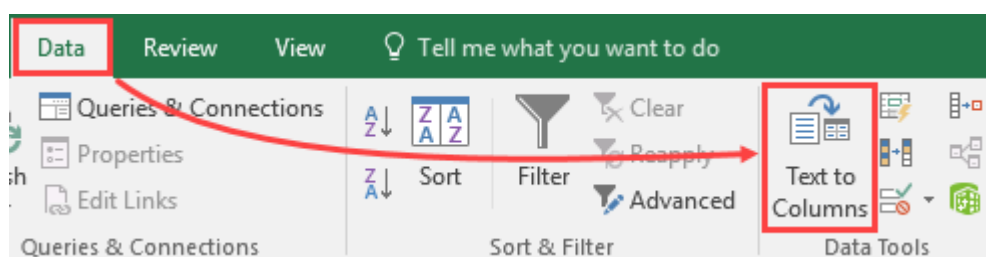 Data Review View Tell me what you want to do
Queries & Connections Clear
Properties Reapply
sh Sort Filter Text to
Edit Links Advanced Columns
Queries & Connections Sort & Filter Data Tools